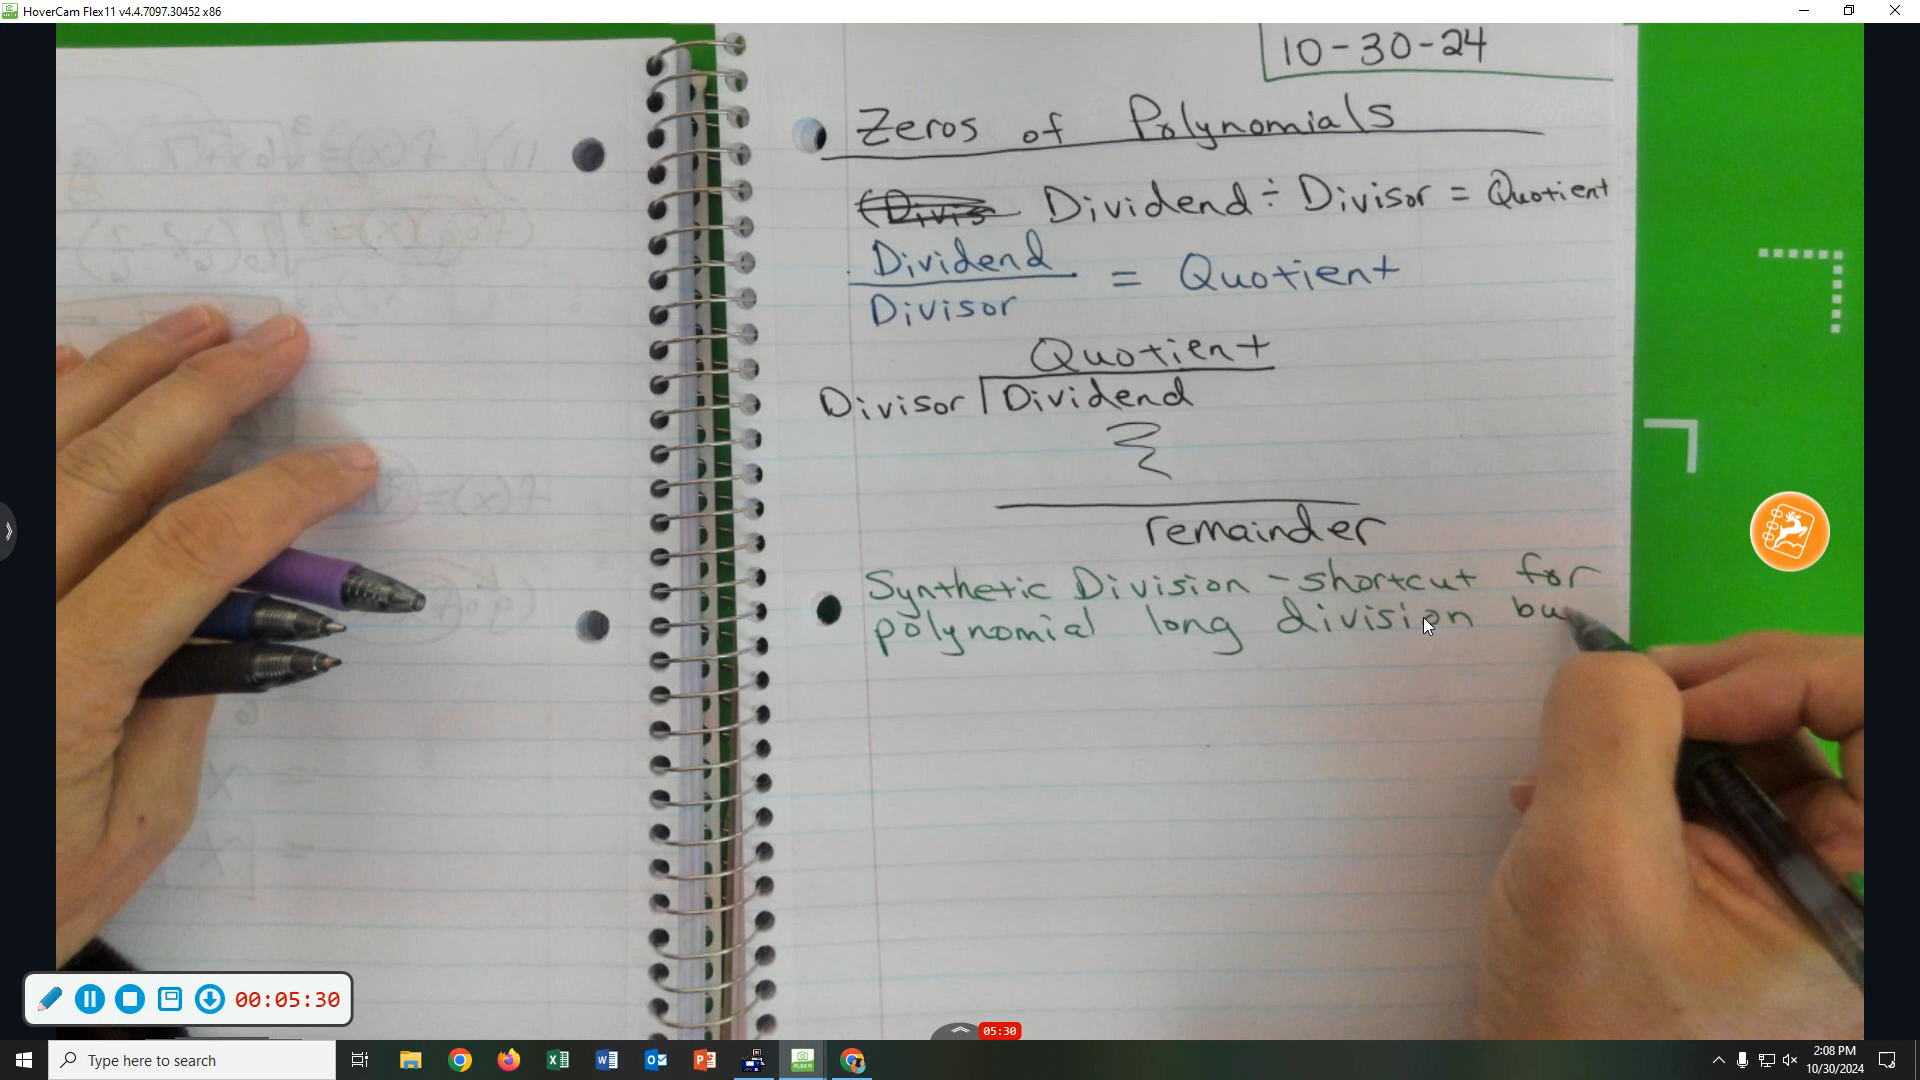 HoverCam Flex11 v4.4.7097.30452 x86
10-30-24
Zeros of Polynomials
(Divis Dividend ÷ Divisor = Quotient
Dividend
Divisor
= Quotient
Quotient
Divisor Dividend
remainder
Synthetic Division - shortcut for
polynomial long division bu
00:05:30
05:30
Type here to search
2:08 PM
10/30/2024